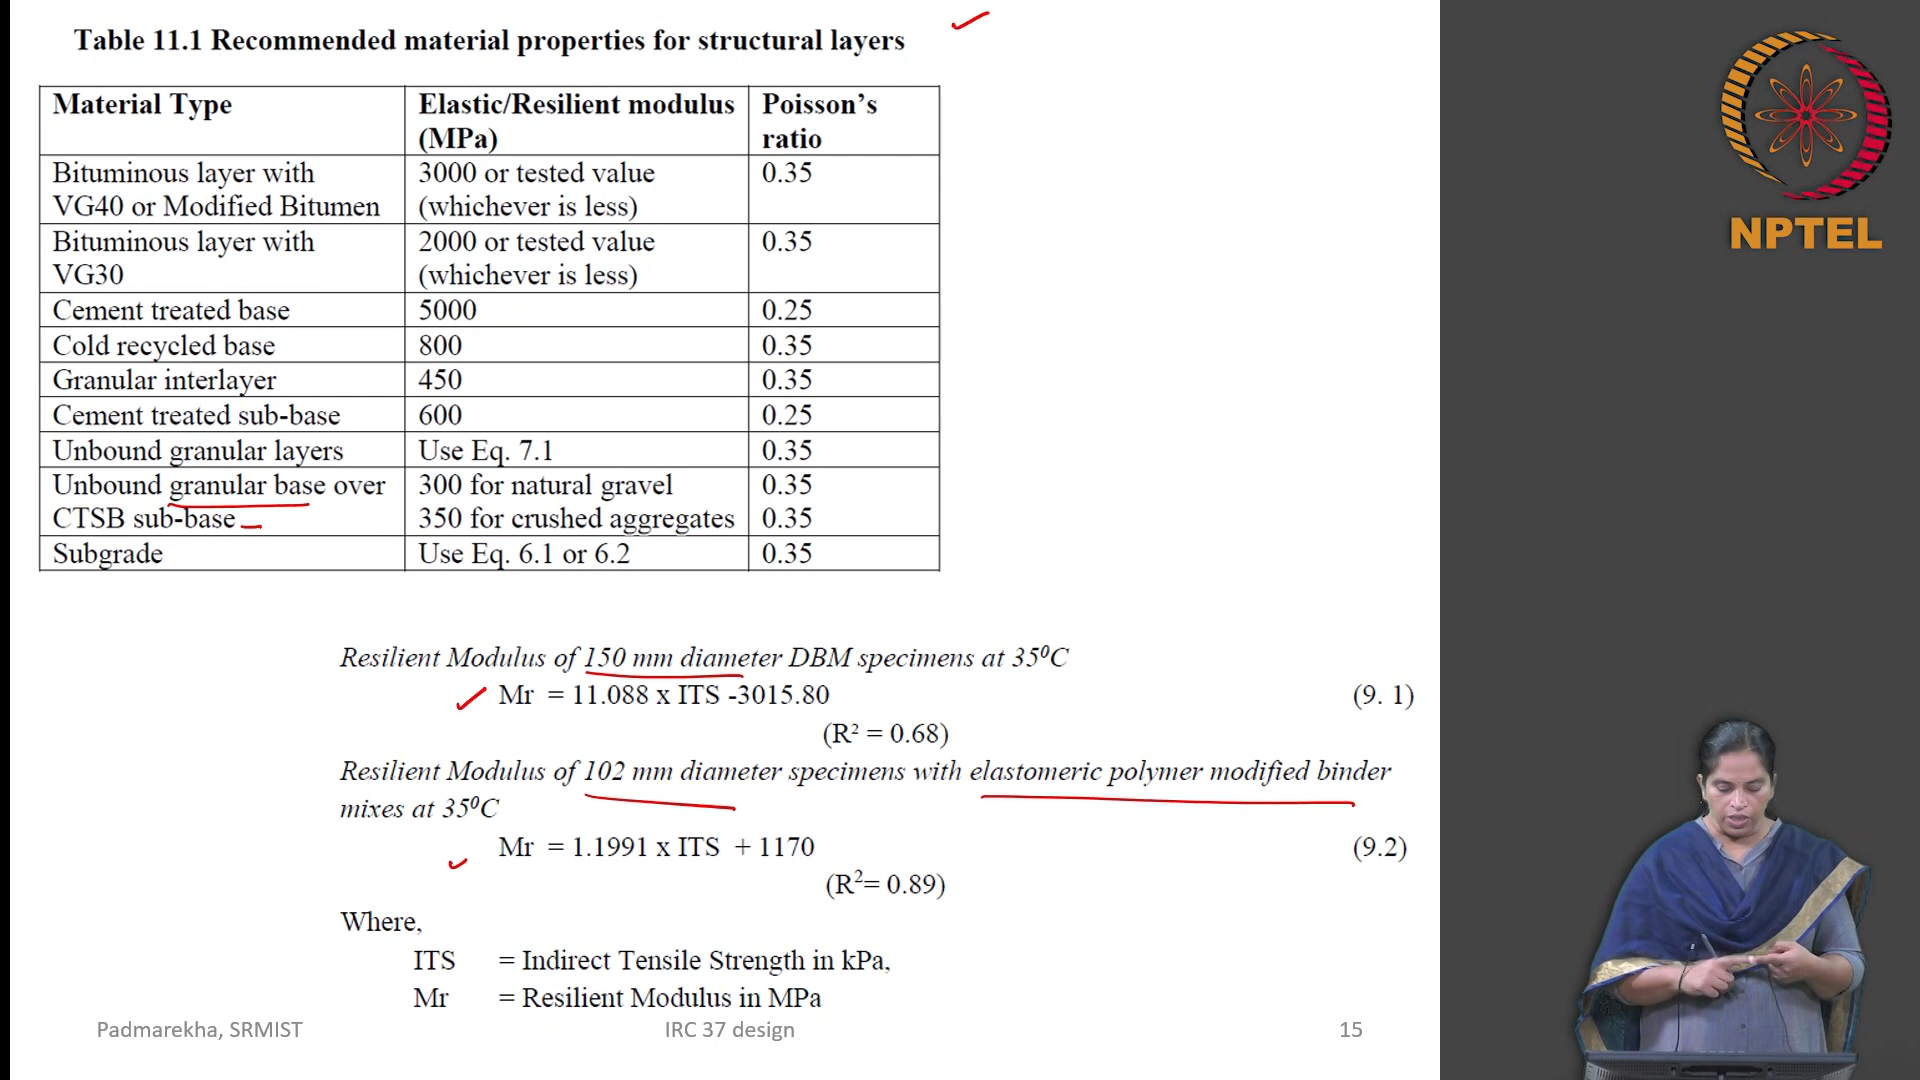 Table 11.1 Recommended material properties for structural layers
Material Type
Elastic/Resilient modulus (MPa)
Poisson's ratio
Bituminous layer with VG40 or Modified Bitumen
3000 or tested value (whichever is less)
0.35
Bituminous layer with VG30
2000 or tested value (whichever is less)
0.35
Cement treated base
5000
0.25
Cold recycled base
800
0.35
Granular interlayer
450
0.35
Cement treated sub-base
600
0.25
Unbound granular layers
Use Eq. 7.1
0.35
Unbound granular base over CTSB sub-base
300 for natural gravel
0.35
350 for crushed aggregates
0.35
Subgrade
Use Eq. 6.1 or 6.2
0.35
Resilient Modulus of 150 mm diameter DBM specimens at 35⁰C
Mr = 11.088 x ITS -3015.80 (9. 1)
(R² = 0.68)
Resilient Modulus of 102 mm diameter specimens with elastomeric polymer modified binder
mixes at 35⁰C
Mr = 1.1991 x ITS + 1170 (9.2)
(R²= 0.89)
Where,
ITS = Indirect Tensile Strength in kPa,
Mr = Resilient Modulus in MPa
Padmarekha, SRMIST
IRC 37 design
15
NPTEL